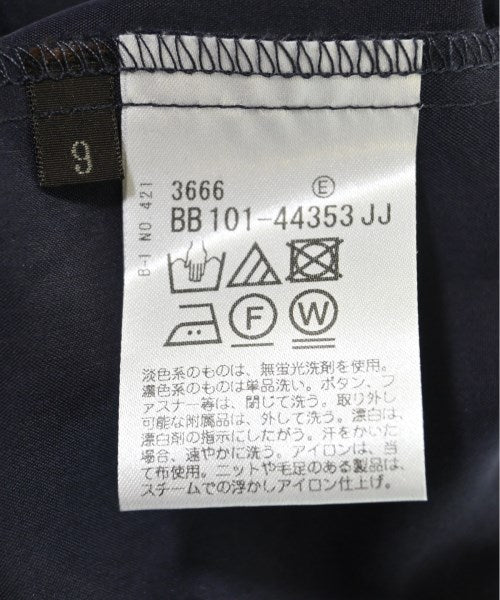 9
B-1 NO 421
3666 E
BB 101-44353 JJ
F W
淡色系のものは、無蛍光洗剤を使用。
濃色系のものは単品洗い。ボタン、フ
ァスナー等は、閉じて洗う。取り外し
可能な附属品は、外して洗う。漂白は、
漂白剤の指示にしたがう。汗をかいた
場合、速やかに洗う。アイロンは、当
て布使用。ニットや毛足のある製品は、
スチームでの浮かしアイロン仕上げ。